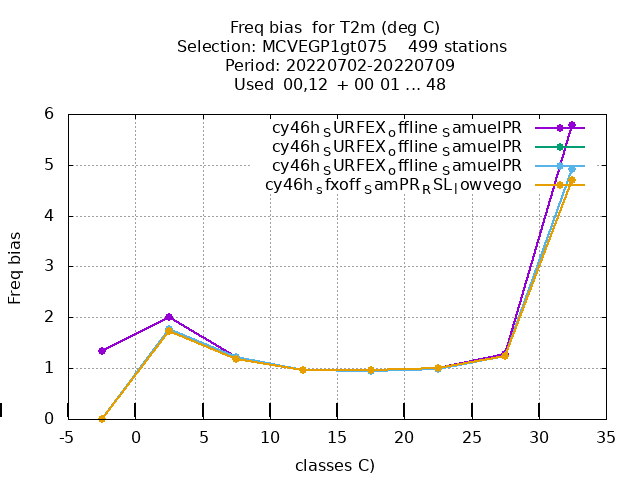 Freq bias  for T2m (deg C)
Selection: MCVEGP1gt075    499 stations
Period: 20220702-20220709
Used  00,12  + 00 01 ... 48
cy46h_SURFEX_offline_SamuelPR
cy46h_SURFEX_offline_SamuelPR
cy46h_SURFEX_offline_SamuelPR
cy46h_sfxoff_SamPR_RSL_lowvego
6
5
4
3
2
1
0
Freq bias
-5 0 5 10 15 20 25 30 35
classes C)